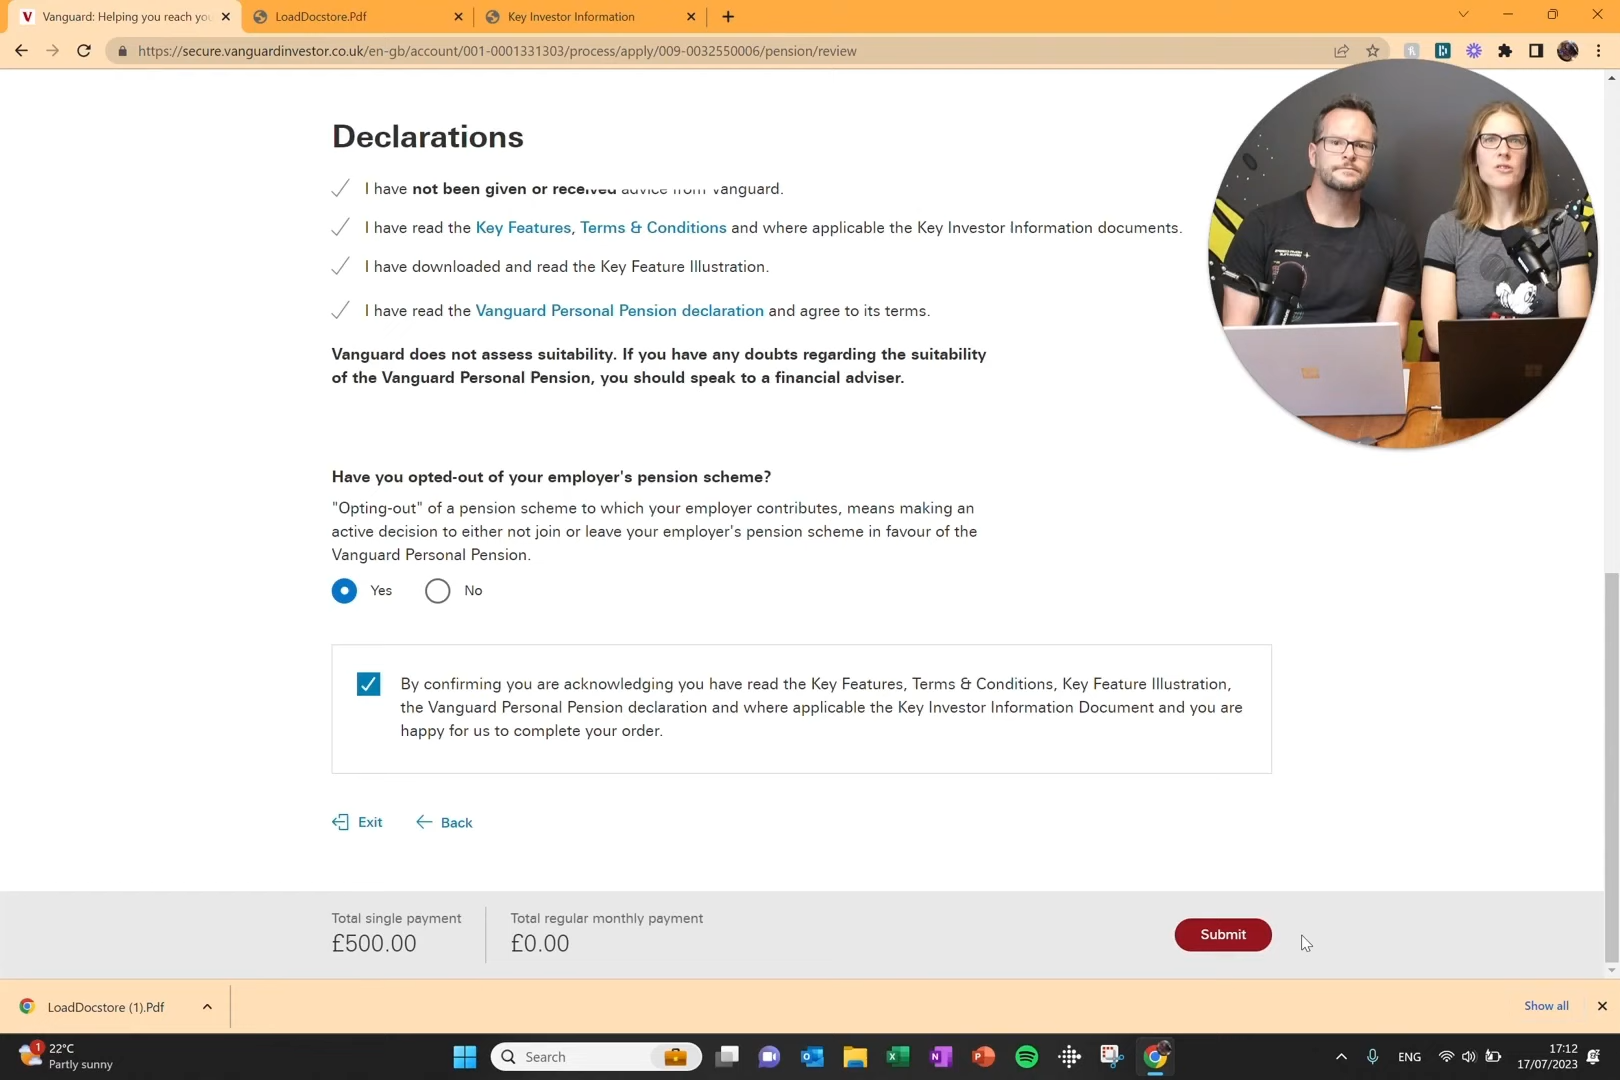 Vanguard: Helping you reach yo
LoadDocstore.Pdf
Key Investor Information
https://secure.vanguardinvestor.co.uk/en-gb/account/001-0001331303/process/apply/009-0032550006/pension/review
Declarations
I have not been given or received advice from Vanguard.
I have read the Key Features, Terms & Conditions and where applicable the Key Investor Information documents.
I have downloaded and read the Key Feature Illustration.
I have read the Vanguard Personal Pension declaration and agree to its terms.
Vanguard does not assess suitability. If you have any doubts regarding the suitability
of the Vanguard Personal Pension, you should speak to a financial adviser.
Have you opted-out of your employer's pension scheme?
"Opting-out" of a pension scheme to which your employer contributes, means making an
active decision to either not join or leave your employer's pension scheme in favour of the
Vanguard Personal Pension.
Yes No
By confirming you are acknowledging you have read the Key Features, Terms & Conditions, Key Feature Illustration,
the Vanguard Personal Pension declaration and where applicable the Key Investor Information Document and you are
happy for us to complete your order.
Exit Back
Total single payment
£500.00
Total regular monthly payment
£0.00
Submit
LoadDocstore (1).Pdf
Show all
1
22°C
Partly sunny
Search
ENG
17:12
17/07/2023